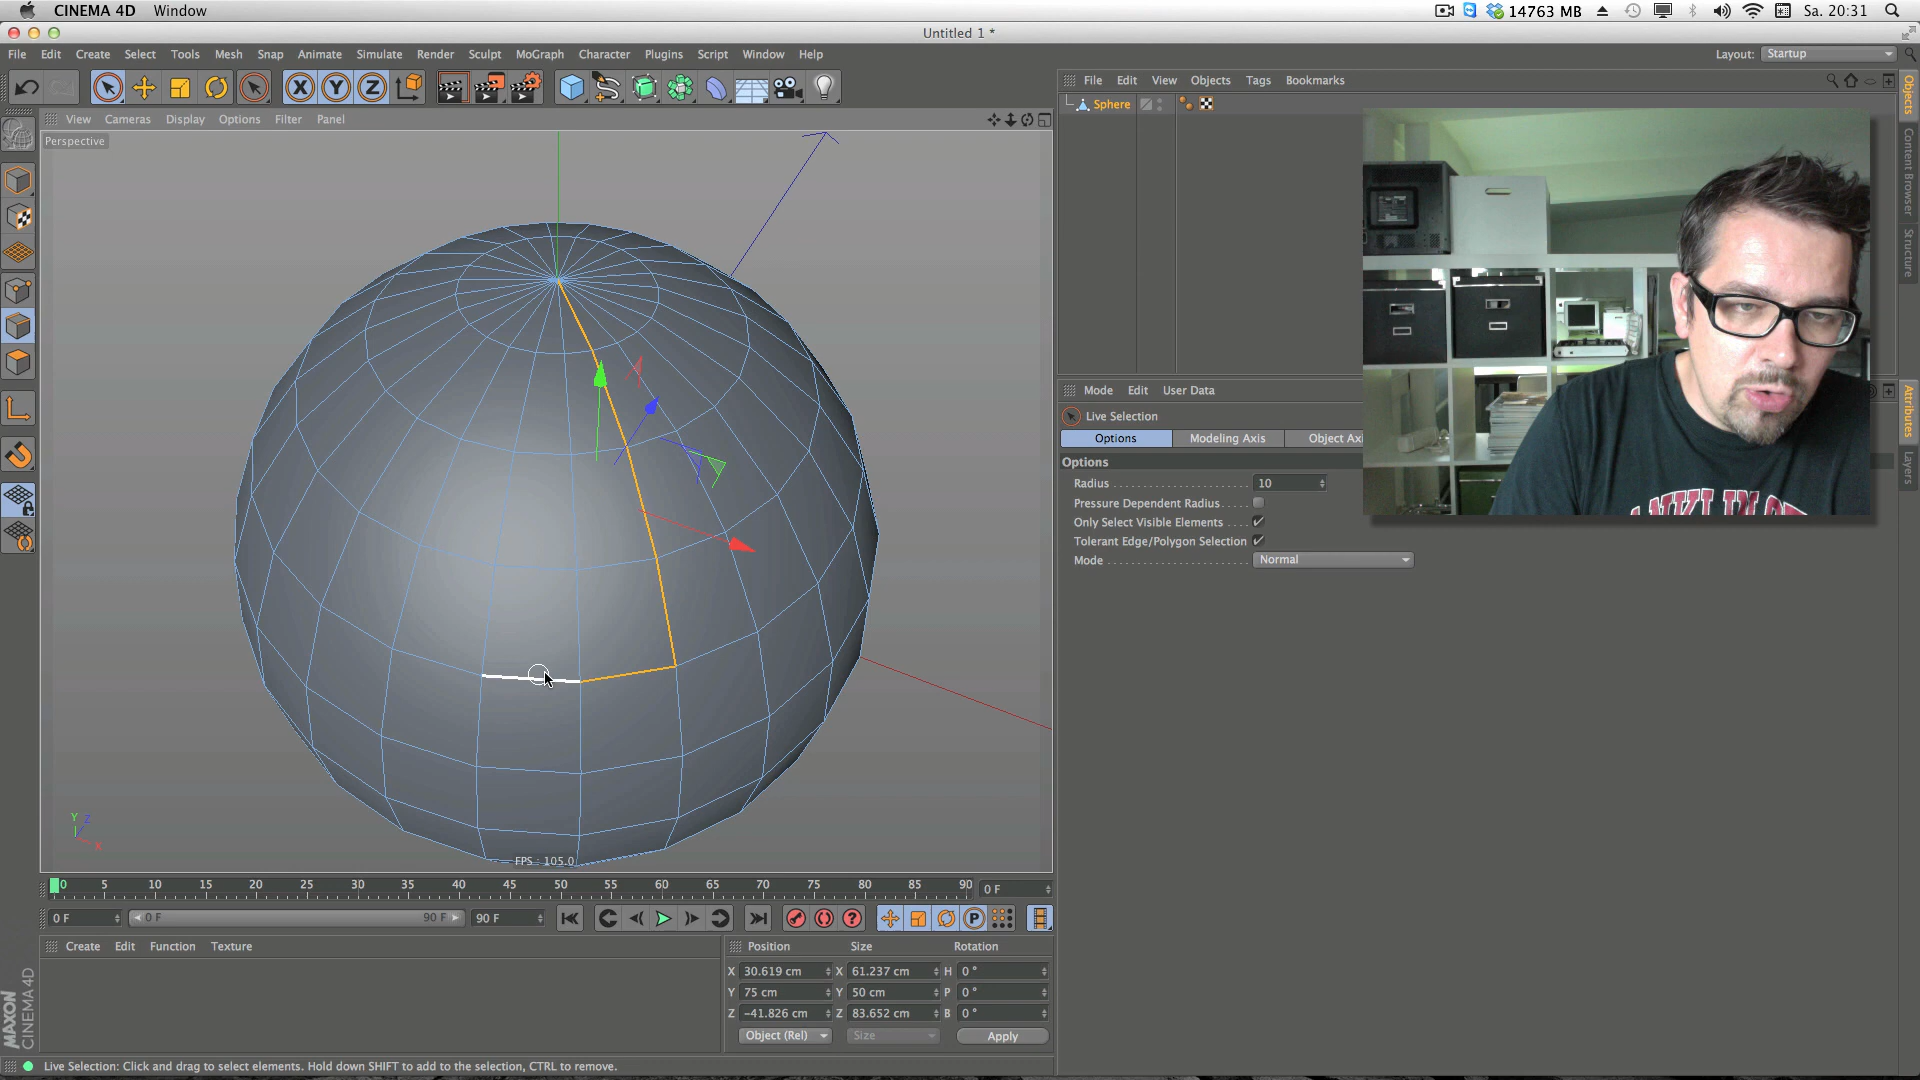 CINEMA 4D Window
14763 MB Sa. 20:31
Untitled 1 *
File Edit Create Select Tools Mesh Snap Animate Simulate Render Sculpt MoGraph Character Plugins Script Window Help
Layout: Startup
X Y Z
File Edit View Objects Tags Bookmarks
Objects
Content Browser
Structure
Sphere
View Cameras Display Options Filter Panel
Perspective
Mode Edit User Data
Attributes
Layers
Live Selection
Options Modeling Axis Object Axi
Options
Radius 10
Pressure Dependent Radius
Only Select Visible Elements
Tolerant Edge/Polygon Selection
Mode Normal
Y Z
X
FPS : 105.0
0 5 10 15 20 25 30 35 40 45 50 55 60 65 70 75 80 85 90 0 F
0 F 0 F 90 F 90 F
P
Create Edit Function Texture
Position Size Rotation
X 30.619 cm X 61.237 cm H 0 °
Y 75 cm Y 50 cm P 0 °
Z -41.826 cm Z 83.652 cm B 0 °
Object (Rel) Size Apply
MAXON
CINEMA 4D
Live Selection: Click and drag to select elements. Hold down SHIFT to add to the selection, CTRL to remove.